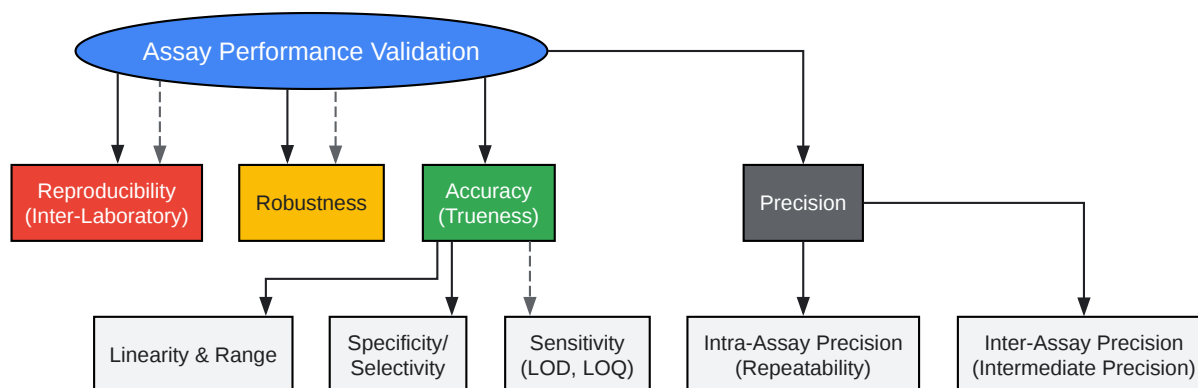 Assay Performance Validation
Reproducibility
(Inter-Laboratory)
Robustness
Accuracy
(Trueness)
Precision
Linearity & Range
Specificity/
Selectivity
Sensitivity
(LOD, LOQ)
Intra-Assay Precision
(Repeatability)
Inter-Assay Precision
(Intermediate Precision)